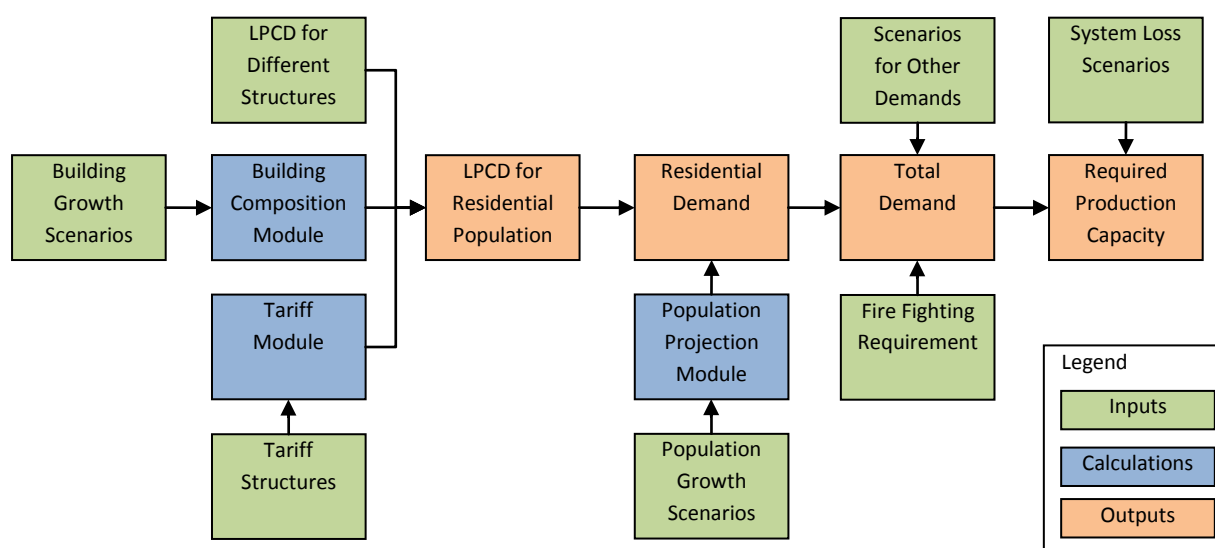 LPCD for
Different
Structures
Scenarios
for Other
Demands
System Loss
Scenarios
Building
Growth
Scenarios
Building
Composition
Module
LPCD for
Residential
Population
Residential
Demand
Total
Demand
Required
Production
Capacity
Tariff
Module
Population
Projection
Module
Fire Fighting
Requirement
Tariff
Structures
Population
Growth
Scenarios
Legend
Inputs
Calculations
Outputs